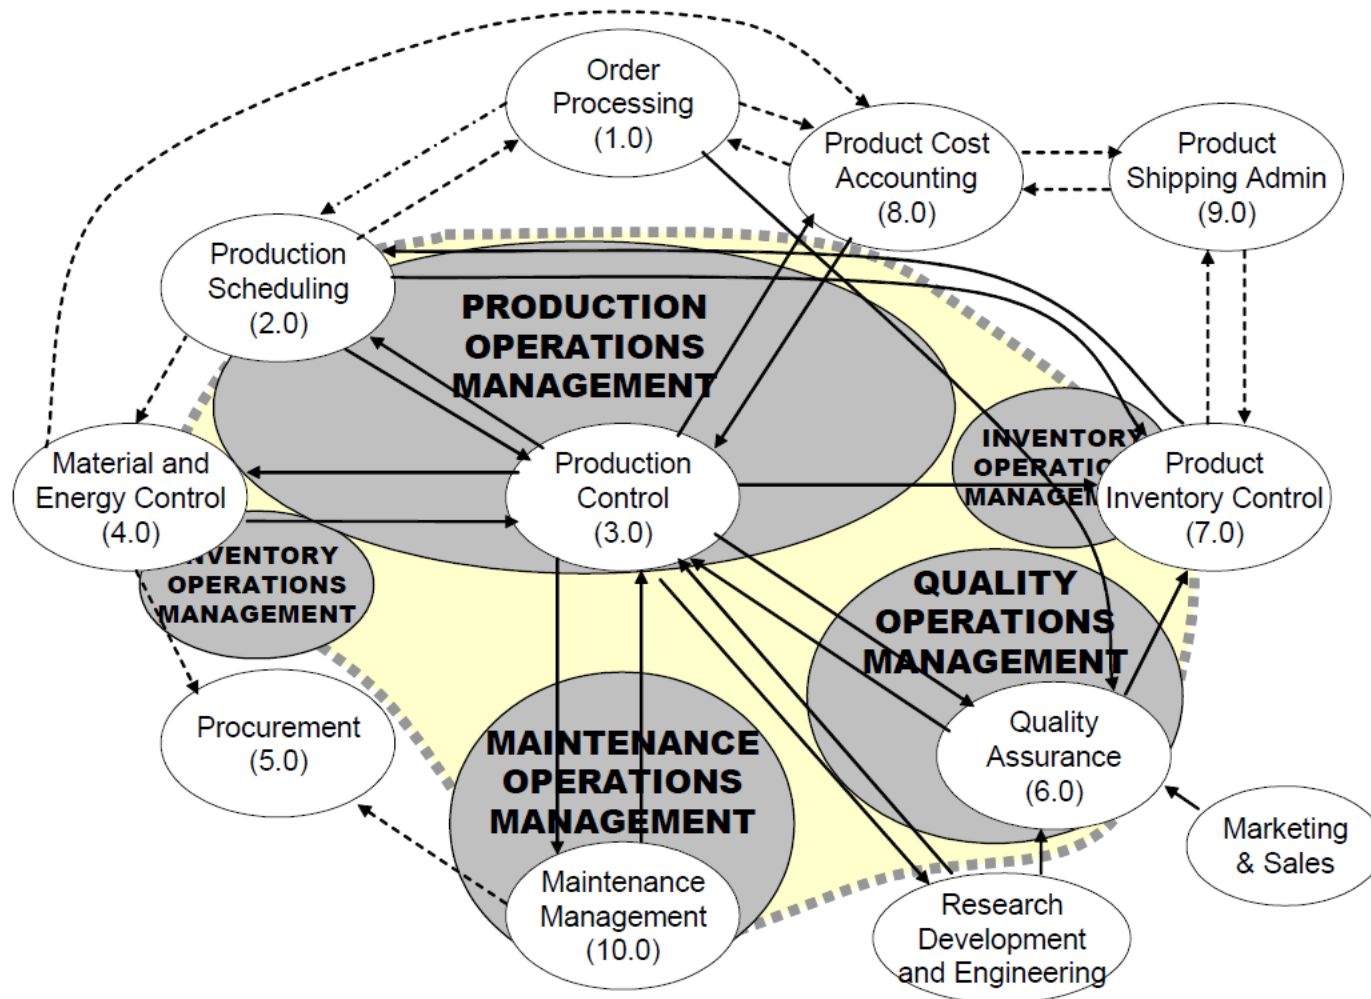 Order
Processing
(1.0)
Product Cost
Accounting
(8.0)
Product
Shipping Admin
(9.0)
Production
Scheduling
(2.0)
PRODUCTION
OPERATIONS
MANAGEMENT
INVENTORY
OPERATIO
MANAGEM
Product
Inventory Control
(7.0)
Material and
Energy Control
(4.0)
Production
Control
(3.0)
NVENTORY
OPERATIONS
MANAGEMENT
QUALITY
OPERATIONS
MANAGEMENT
Procurement
(5.0)
MAINTENANCE
OPERATIONS
MANAGEMENT
Quality
Assurance
(6.0)
Marketing
& Sales
Maintenance
Management
(10.0)
Research
Development
and Engineering